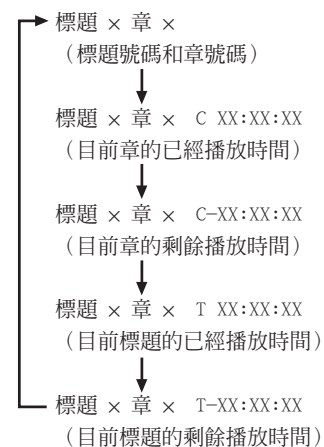 標題 × 章 ×
（標題號碼和章號碼）
標題 × 章 × C XX:XX:XX
（目前章的已經播放時間）
標題 × 章 × C–XX:XX:XX
（目前章的剩餘播放時間）
標題 × 章 × T XX:XX:XX
（目前標題的已經播放時間）
標題 × 章 × T–XX:XX:XX
（目前標題的剩餘播放時間）